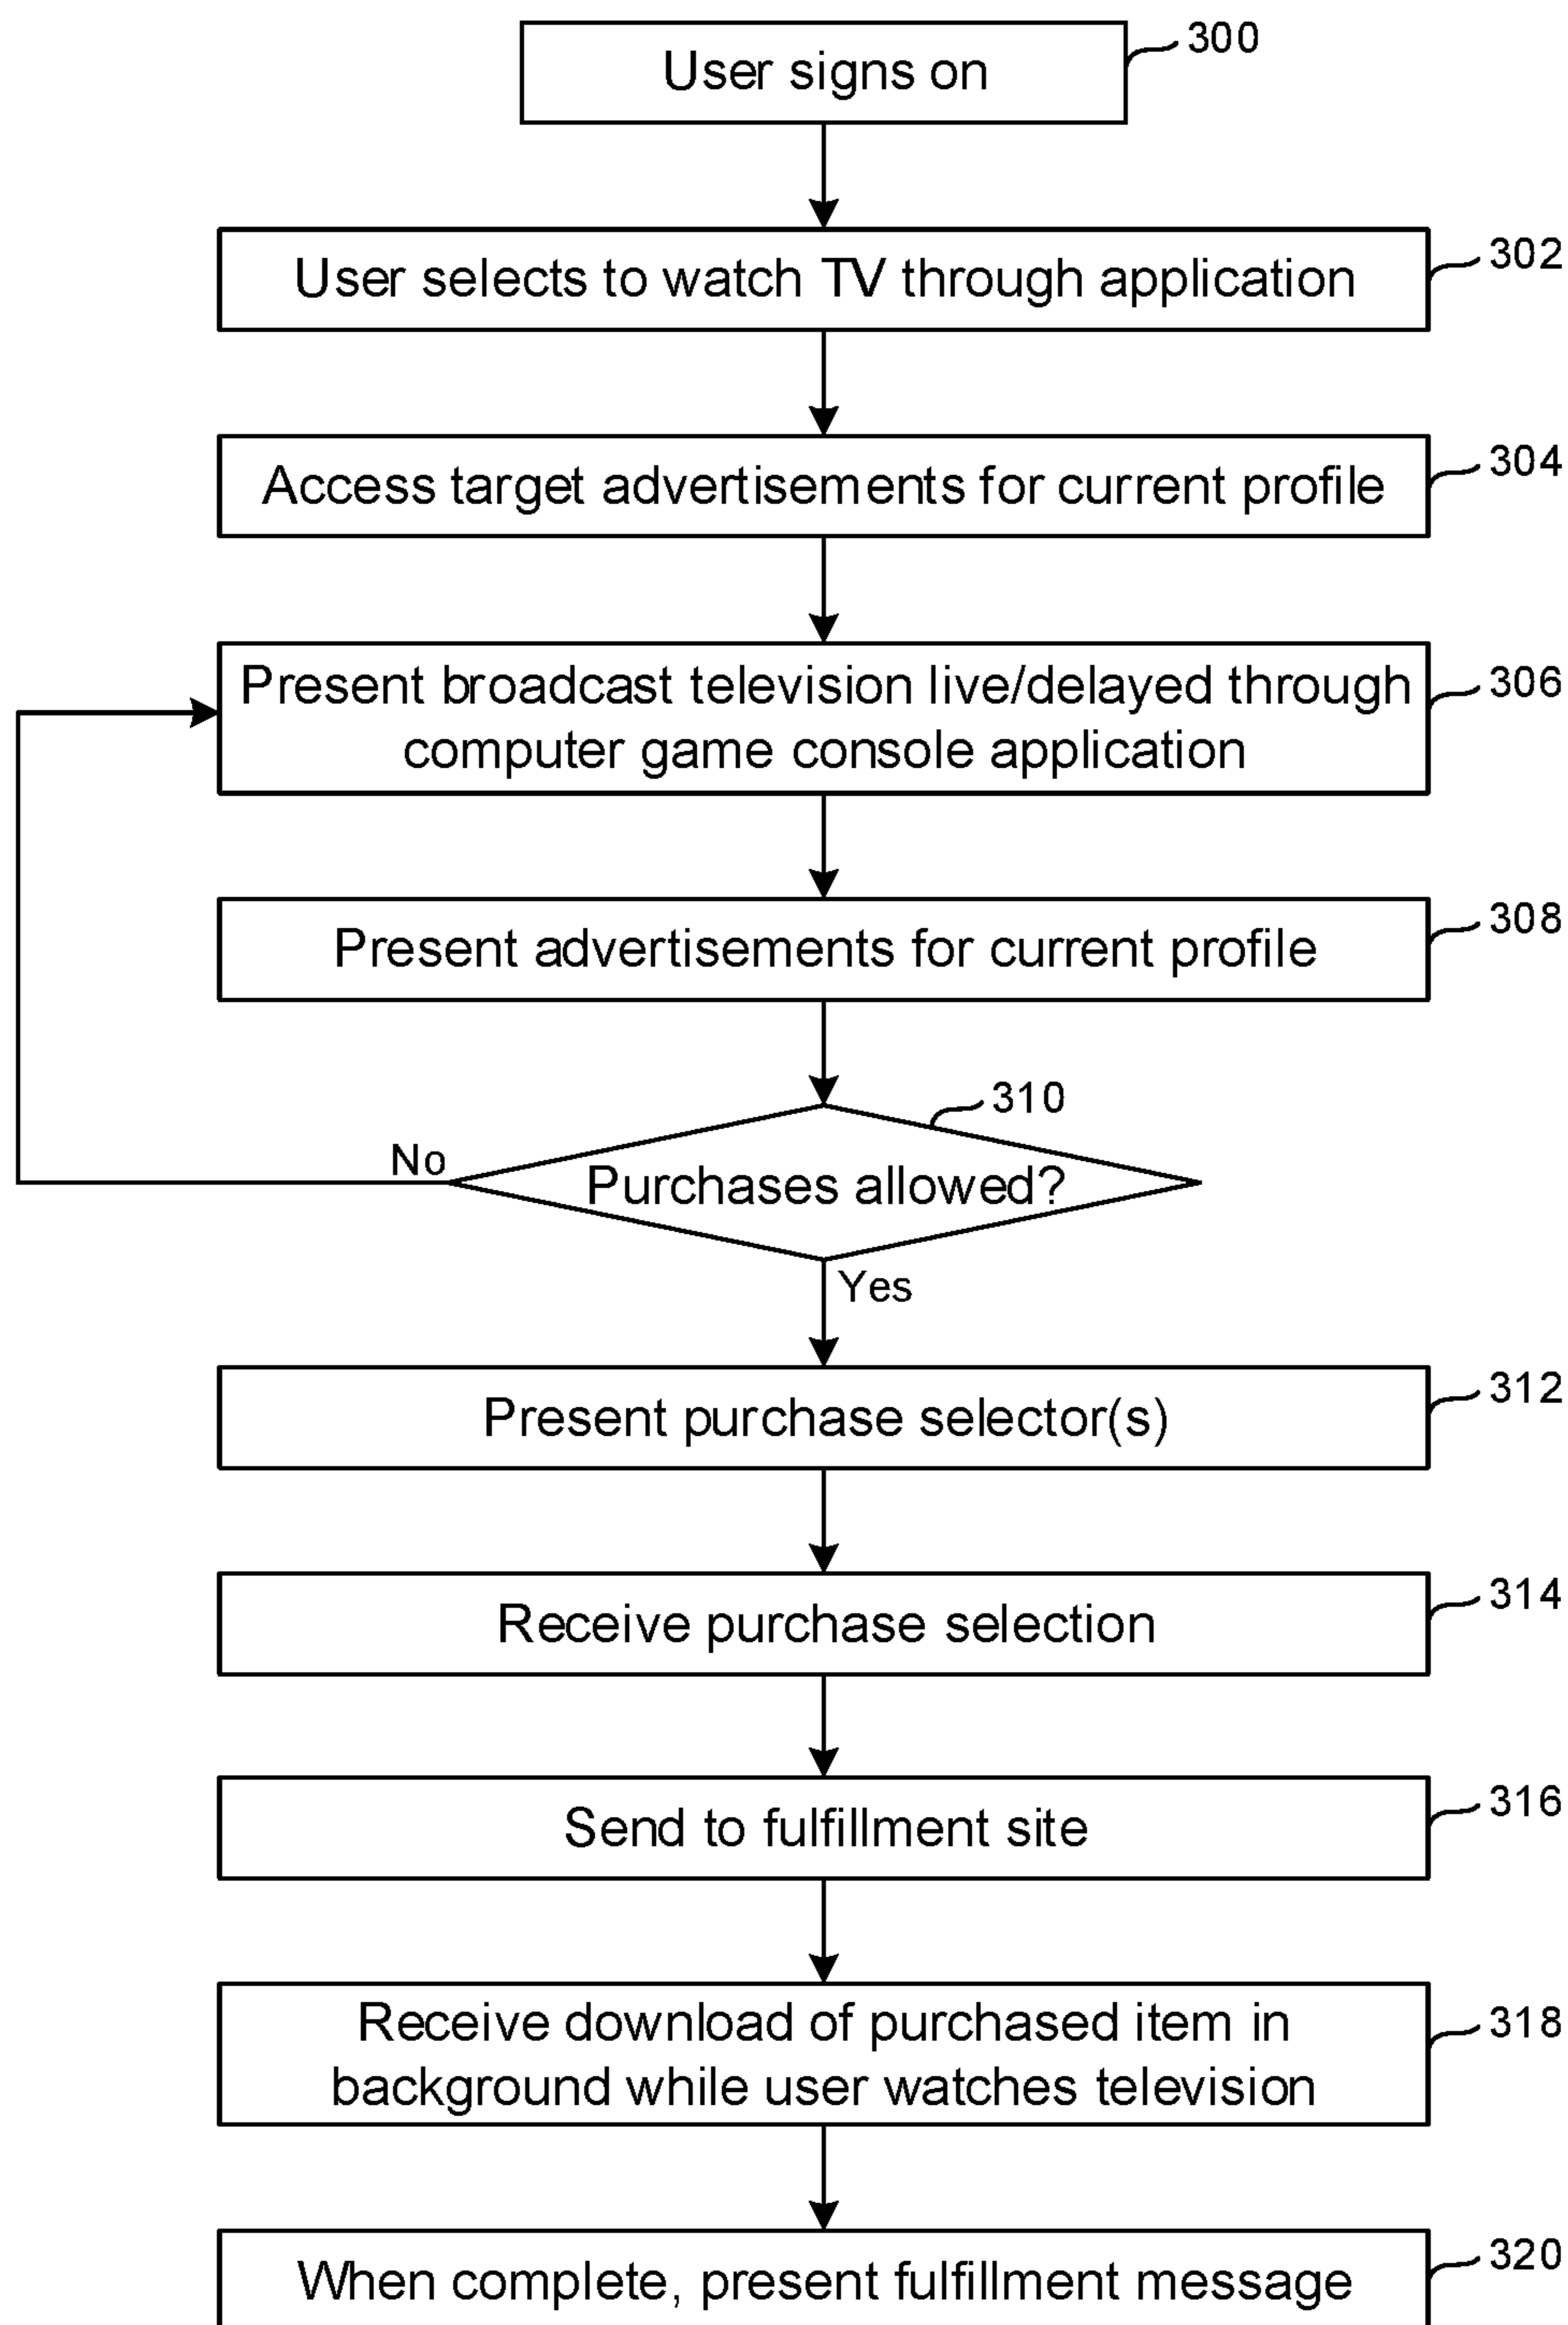 User signs on
300
User selects to watch TV through application
302
Access target advertisements for current profile
304
Present broadcast television live/delayed through
computer game console application
306
Present advertisements for current profile
308
310
No
Purchases allowed?
Yes
Present purchase selector(s)
312
Receive purchase selection
314
Send to fulfillment site
316
Receive download of purchased item in
background while user watches television
318
When complete, present fulfillment message
320